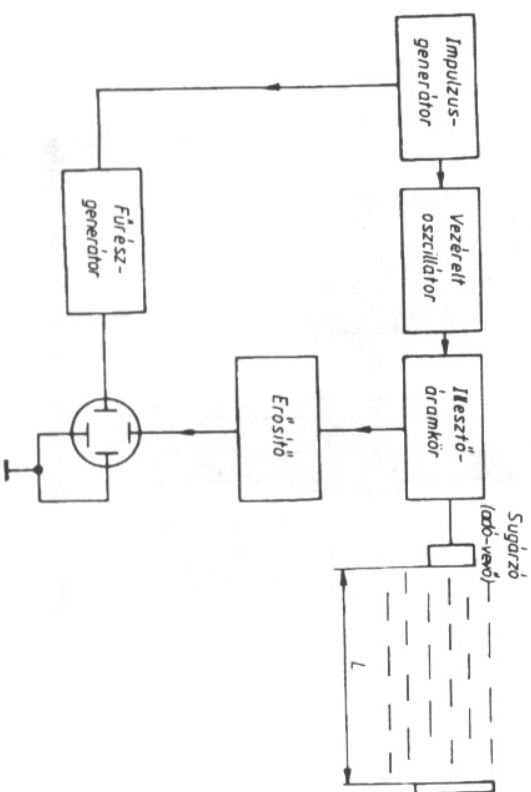 Impulzus-
generátor
Vezérelt
oszcillátor
Illesztő-
áramkör
Sugárzó
(adó-vevő)
L
Erősítő
Fűrész-
generátor